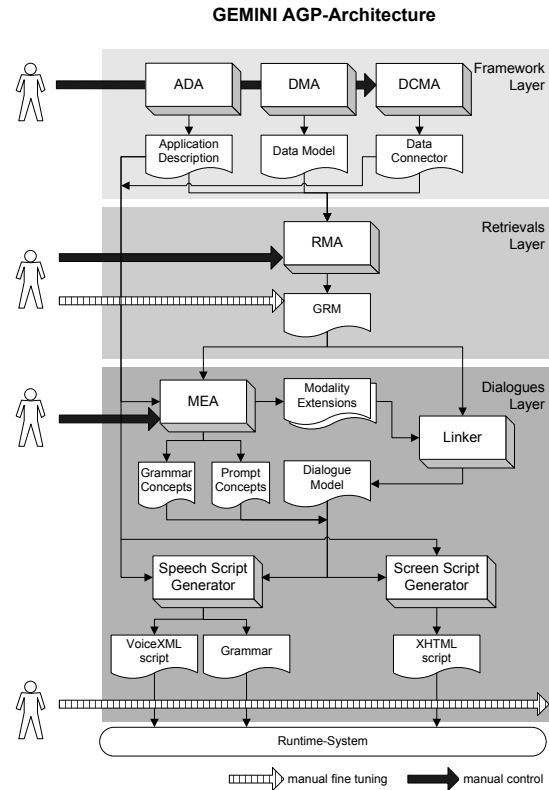 GEMINI AGP-Architecture
Framework
Layer
ADA
DMA
DCMA
Application
Description
Data Model
Data
Connector
Retrievals
Layer
RMA
GRM
Dialogues
Layer
MEA
Modality
Extensions
Linker
Grammar
Concepts
Prompt
Concepts
Dialogue
Model
Speech Script
Generator
Screen Script
Generator
VoiceXML
script
Grammar
XHTML
script
Runtime-System
manual fine tuning
manual control